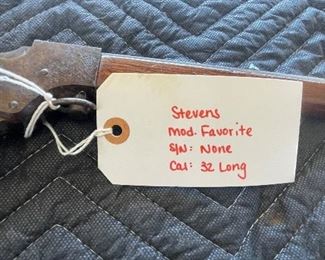 Stevens
Mod. Favorite
S/N: None
Cal: 32 Long